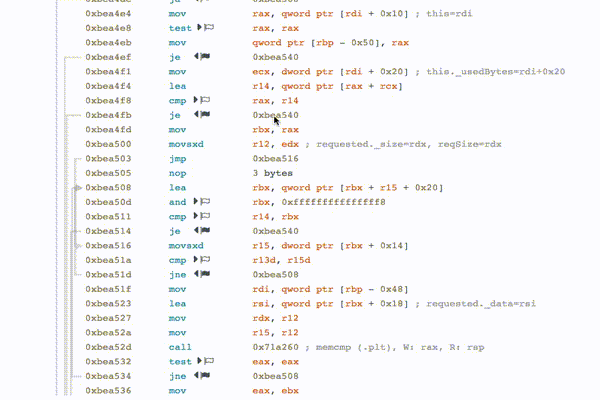 0xbea4e4 mov rax, qword ptr [rdi + 0x10] ; this=rdi
0xbea4e8 test rax, rax
0xbea4eb mov qword ptr [rbp - 0x50], rax
0xbea4ef je 0xbea540
0xbea4f1 mov ecx, dword ptr [rdi + 0x20] ; this._usedBytes=rdi+0x20
0xbea4f4 lea r14, qword ptr [rax + rcx]
0xbea4f8 cmp rax, r14
0xbea4fb je 0xbea540
0xbea4fd mov rbx, rax
0xbea500 movsxd r12, edx ; requested._size=rdx, reqSize=rdx
0xbea503 jmp 0xbea516
0xbea505 nop 3 bytes
0xbea508 lea rbx, qword ptr [rbx + r15 + 0x20]
0xbea50d and rbx, 0xfffffffffffffff8
0xbea511 cmp r14, rbx
0xbea514 je 0xbea540
0xbea516 movsxd r15, dword ptr [rbx + 0x14]
0xbea51a cmp r13d, r15d
0xbea51d jne 0xbea508
0xbea51f mov rdi, qword ptr [rbp - 0x48]
0xbea523 lea rsi, qword ptr [rbx + 0x18] ; requested._data=rsi
0xbea527 mov rdx, r12
0xbea52a mov r15, r12
0xbea52d call 0x71a260 ; memcmp (.plt), W: rax, R: rsp
0xbea532 test eax, eax
0xbea534 jne 0xbea508
0xbea536 mov eax, ebx